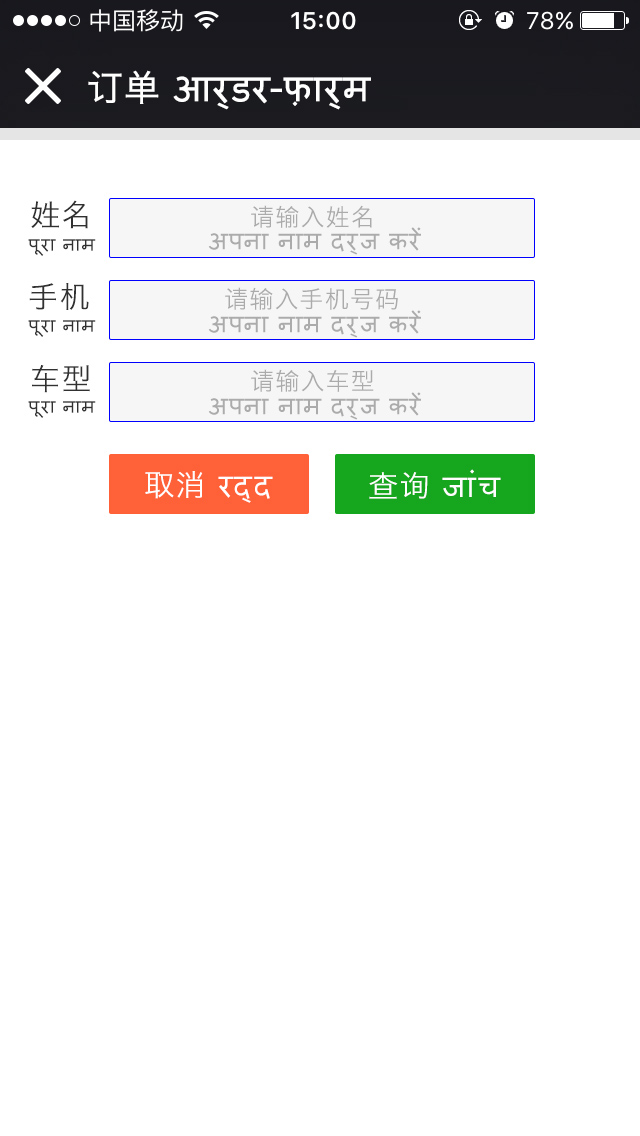 中国移动 15:00 78%
订单 आर्‌डर-फ़ार्‌म
姓名 请输入姓名
पूरा नाम अपना नाम दर्‌ज करें
手机 请输入手机号码
पूरा नाम अपना नाम दर्‌ज करें
车型 请输入车型
पूरा नाम अपना नाम दर्‌ज करें
取消 रद्‌द 查询 जांच